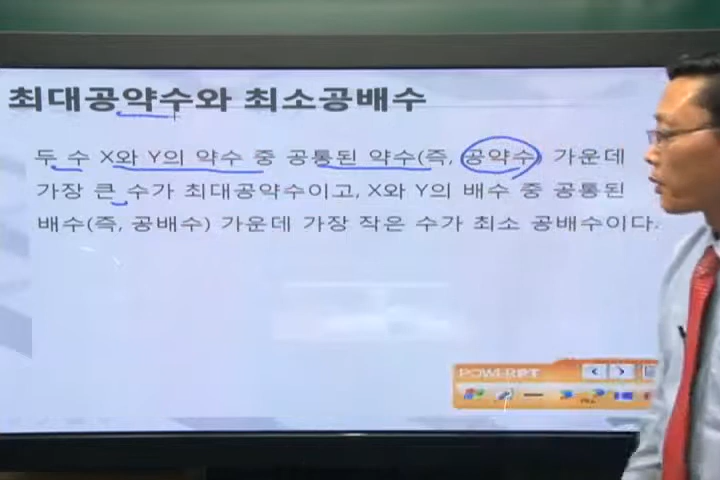 최대공약수와 최소공배수
두 수 X와 Y의 약수 중 공통된 약수(즉, 공약수) 가운데
가장 큰 수가 최대공약수이고, X와 Y의 배수 중 공통된
배수(즉, 공배수) 가운데 가장 작은 수가 최소 공배수이다.
POWERPT